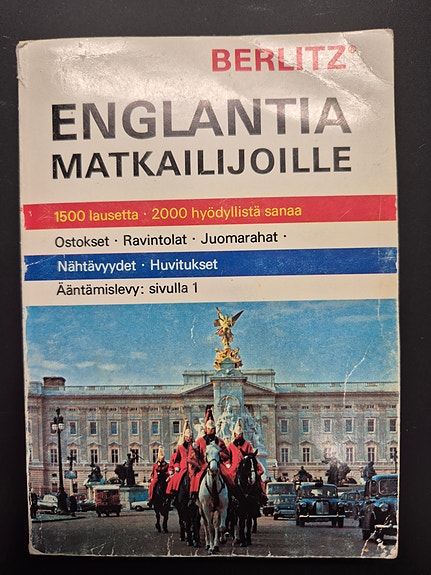 BERLITZ®
ENGLANTIA
MATKAILIJOILLE
1500 lausetta · 2000 hyödyllistä sanaa
Ostokset · Ravintolat · Juomarahat ·
Nähtävyydet · Huvitukset
Ääntämislevy: sivulla 1